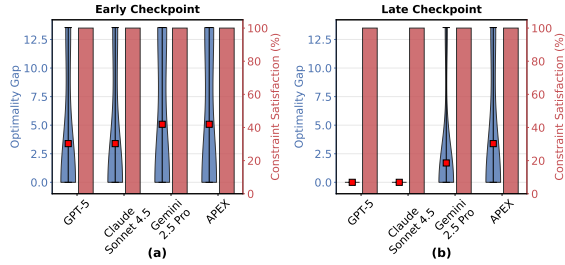 Early Checkpoint
Late Checkpoint
Optimality Gap
12.5
10.0
7.5
5.0
2.5
0.0
100
80
60
40
20
0
Constraint Satisfaction (%)
GPT-5
Claude
Sonnet 4.5
Gemini
2.5 Pro
APEX
(a)
Optimality Gap
12.5
10.0
7.5
5.0
2.5
0.0
100
80
60
40
20
0
Constraint Satisfaction (%)
GPT-5
Claude
Sonnet 4.5
Gemini
2.5 Pro
APEX
(b)